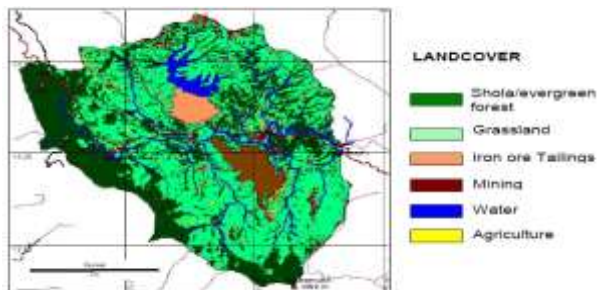 LANDCOVER
Shola/evergreen
forest
Grassland
Iron ore Tailings
Mining
Water
Agriculture